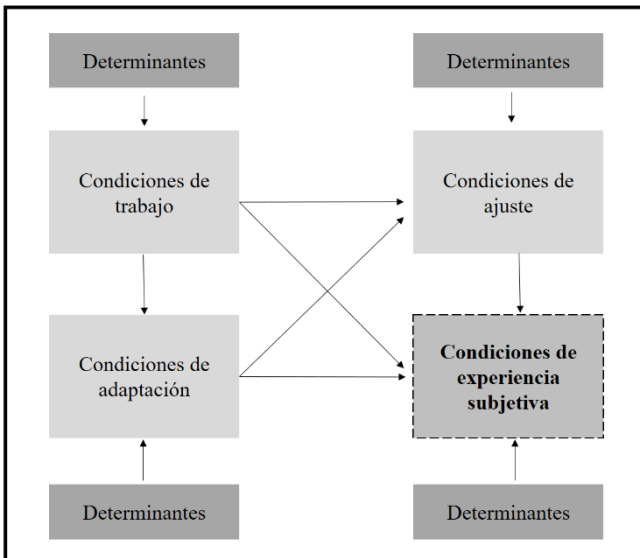 Determinantes
Determinantes
Condiciones de
trabajo
Condiciones de
ajuste
Condiciones de
adaptación
Condiciones de
experiencia
subjetiva
Determinantes
Determinantes